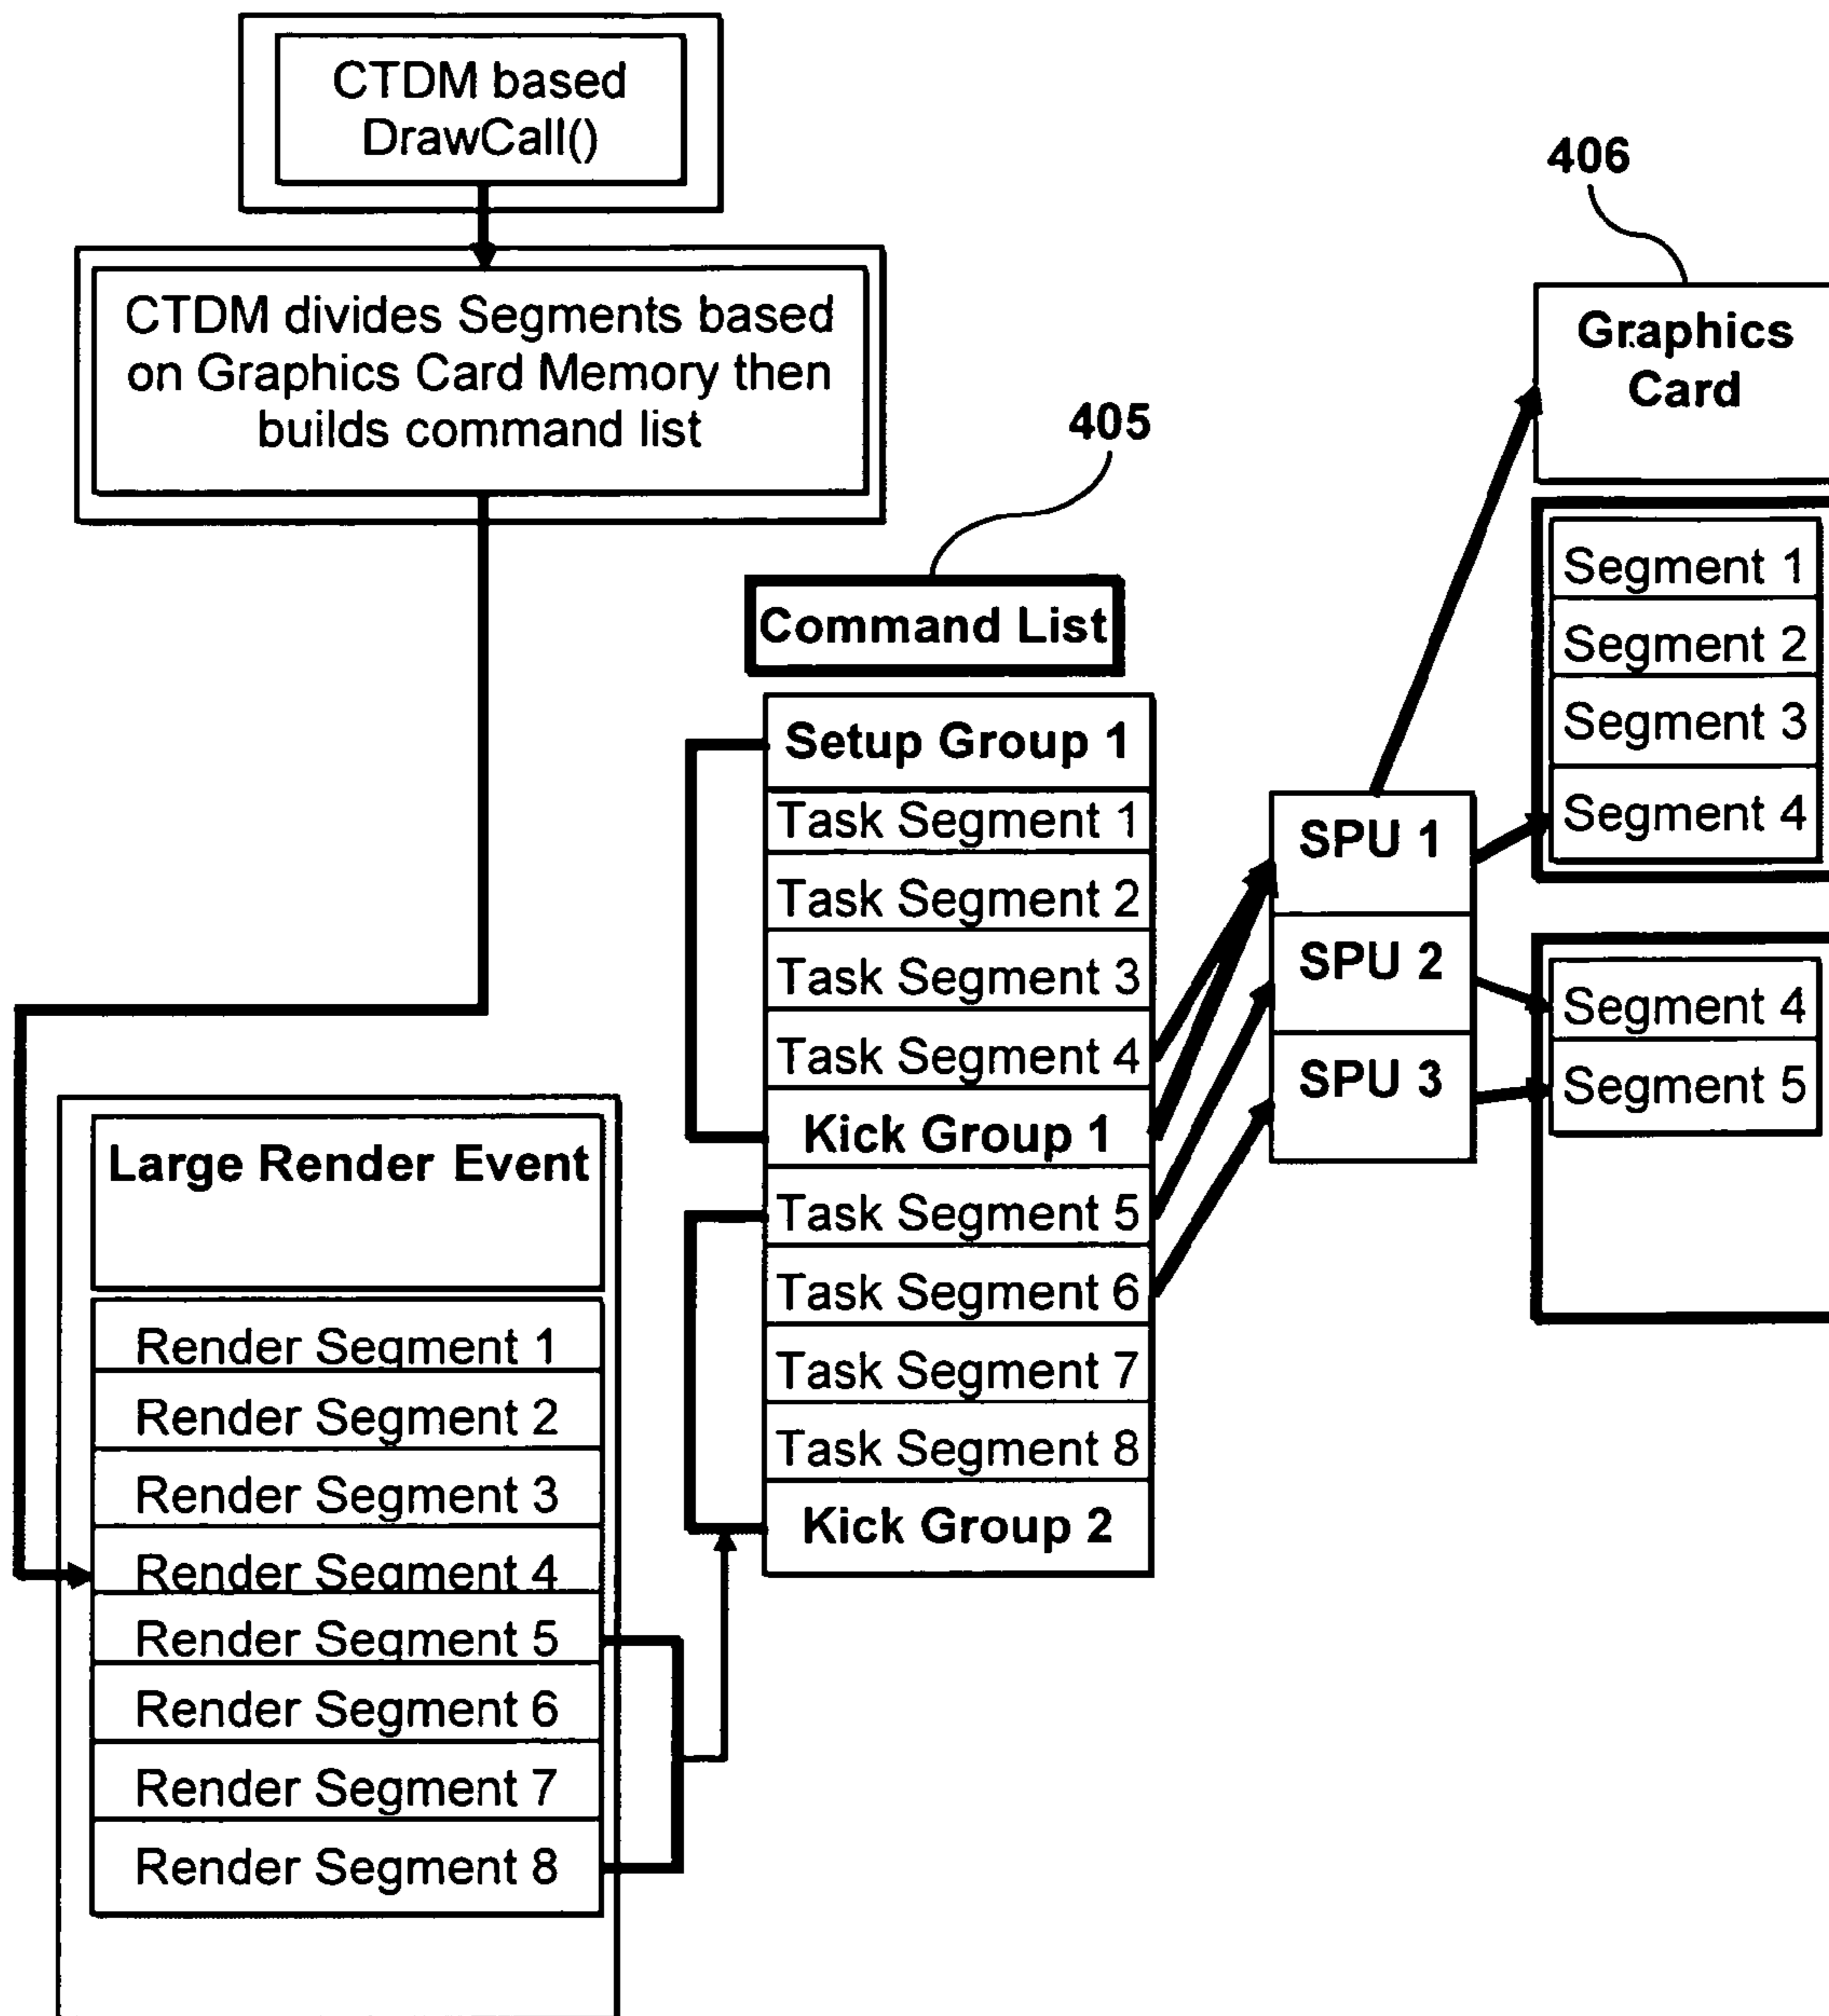 CTDM based
DrawCall()
CTDM divides Segments based
on Graphics Card Memory then
builds command list
405
406
Graphics
Card
Segment 1
Segment 2
Segment 3
Segment 4
Segment 4
Segment 5
Command List
Setup Group 1
Task Segment 1
Task Segment 2
Task Segment 3
Task Segment 4
Kick Group 1
Task Segment 5
Task Segment 6
Task Segment 7
Task Segment 8
Kick Group 2
SPU 1
SPU 2
SPU 3
Large Render Event
Render Segment 1
Render Segment 2
Render Segment 3
Render Segment 4
Render Segment 5
Render Segment 6
Render Segment 7
Render Segment 8